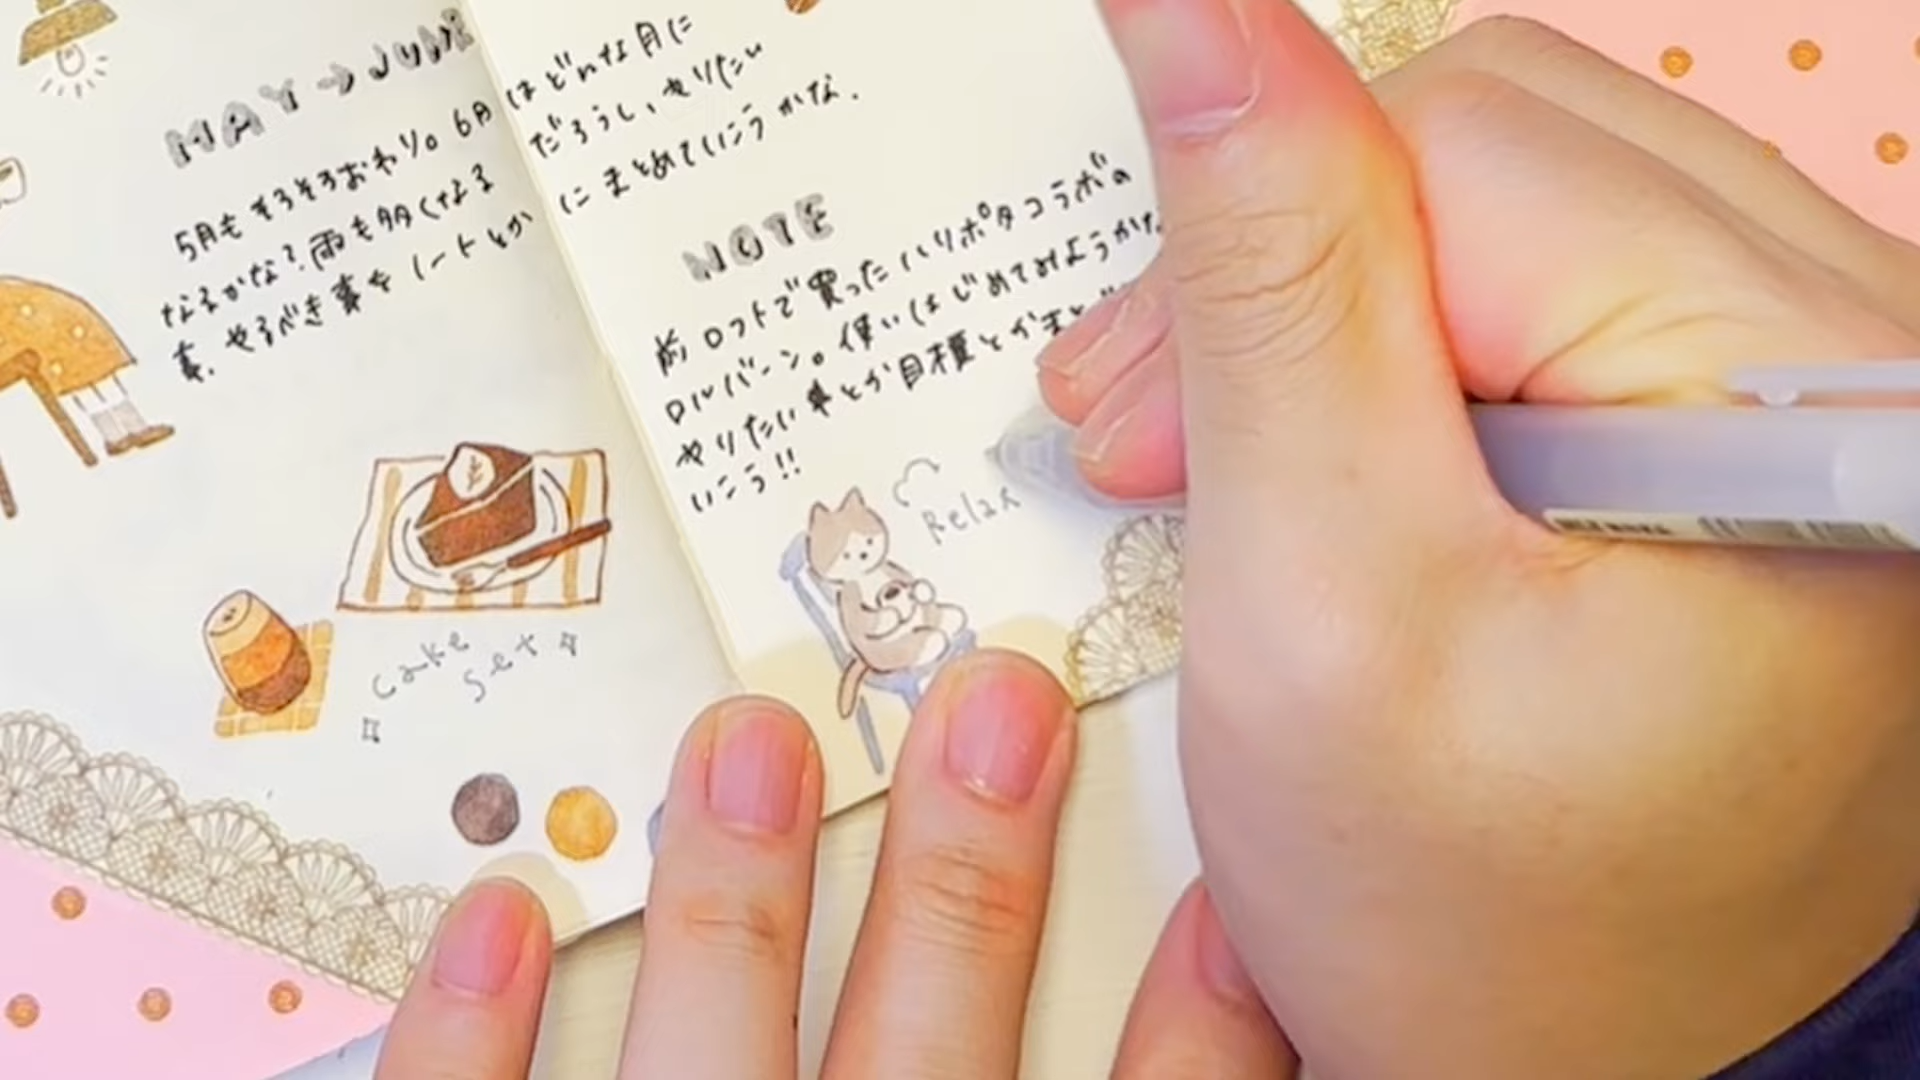 MAY → JUNE
5月もそろそろおわり。6月
なるかな?雨も多くなる
事、やるべき事をノートとか
はどんな月に
だろうし、やりたい
にまとめていこうかな.
NOTE
前ロフトで買ったハリポタコラボの
ロルバーン。使いはじめてみようかな
やりたい事とか目標とかまと
いこう!!
Relax
cake
set